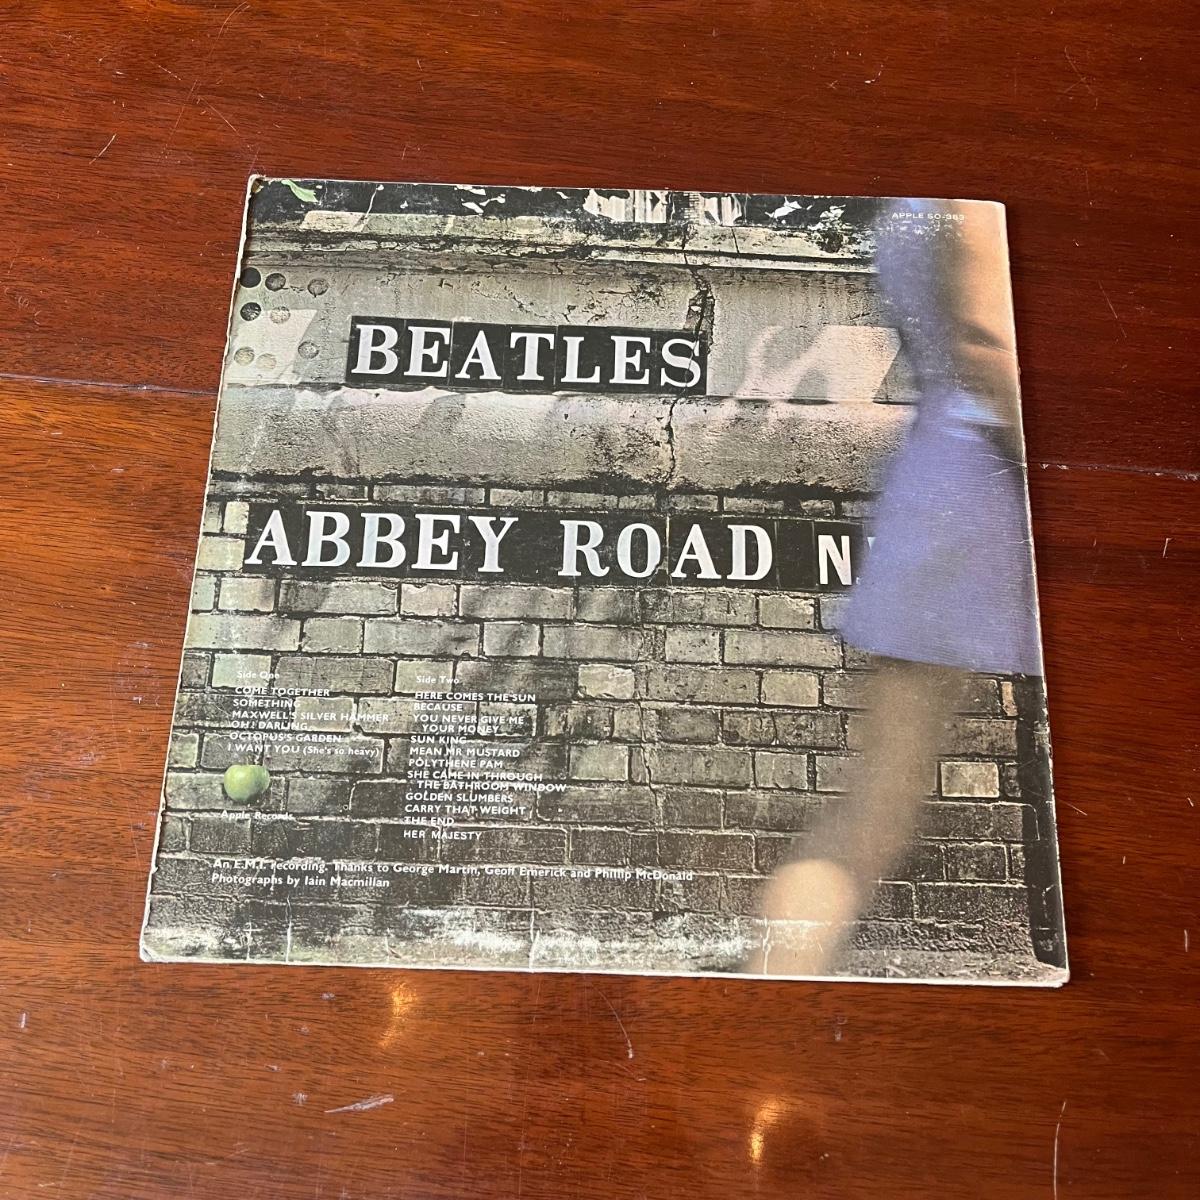 APPLE SO-383
BEATLES
ABBEY ROAD N
Side One
COME TOGETHER
SOMETHING
MAXWELL'S SILVER HAMMER
OH! DARLING
OCTOPUS'S GARDEN
I WANT YOU (She's so heavy)
Apple Records
Side Two
HERE COMES THE SUN
BECAUSE
YOU NEVER GIVE ME
YOUR MONEY
SUN KING
MEAN MR MUSTARD
POLYTHENE PAM
SHE CAME IN THROUGH
THE BATHROOM WINDOW
GOLDEN SLUMBERS
CARRY THAT WEIGHT
THE END
HER MAJESTY
An E.M.I. recording. Thanks to George Martin, Geoff Emerick and Phillip McDonald
Photographs by Iain Macmillan